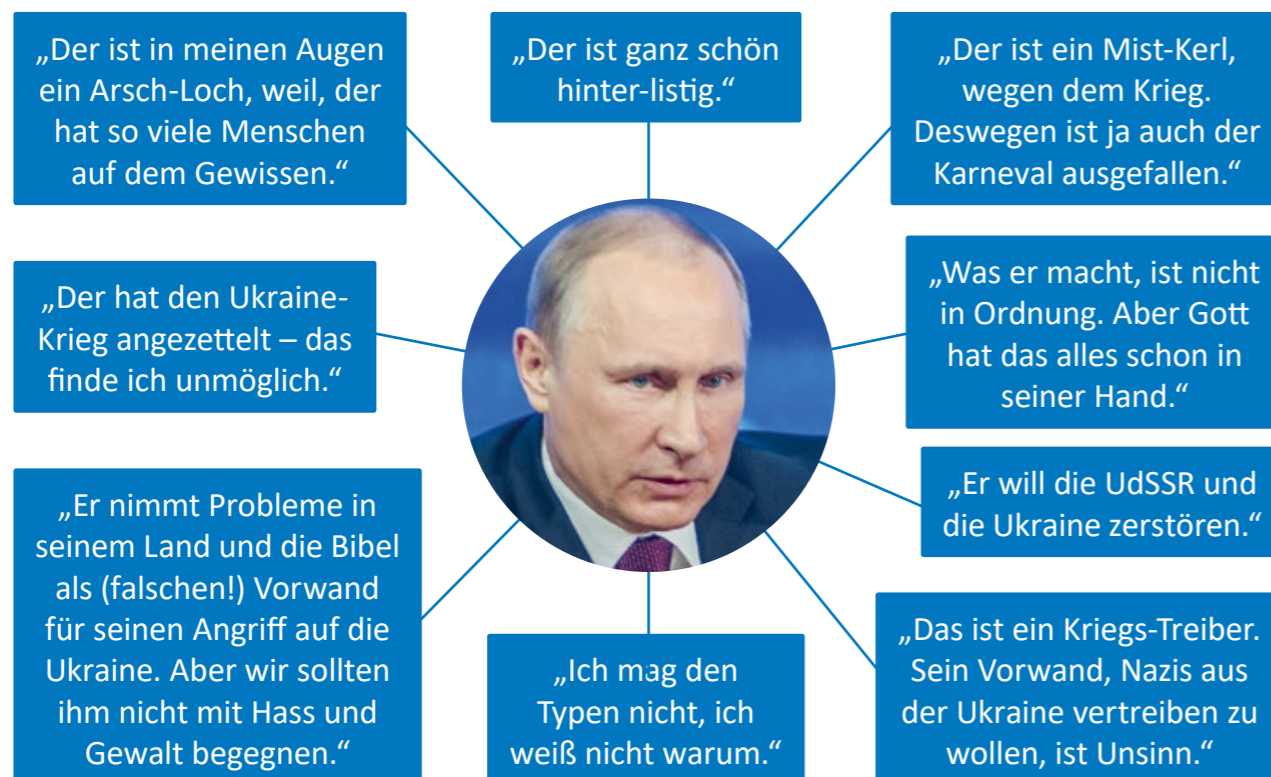 „Der ist in meinen Augen
ein Arsch-Loch, weil, der
hat so viele Menschen
auf dem Gewissen.“
„Der ist ganz schön
hinter-listig.“
„Der ist ein Mist-Kerl,
wegen dem Krieg.
Deswegen ist ja auch der
Karneval ausgefallen.“
„Der hat den Ukraine-
Krieg angezettelt – das
finde ich unmöglich.“
„Was er macht, ist nicht
in Ordnung. Aber Gott
hat das alles schon in
seiner Hand.“
„Er will die UdSSR und
die Ukraine zerstören.“
„Er nimmt Probleme in
seinem Land und die Bibel
als (falschen!) Vorwand
für seinen Angriff auf die
Ukraine. Aber wir sollten
ihm nicht mit Hass und
Gewalt begegnen.“
„Ich mag den
Typen nicht, ich
weiß nicht warum.“
„Das ist ein Kriegs-Treiber.
Sein Vorwand, Nazis aus
der Ukraine vertreiben zu
wollen, ist Unsinn.“